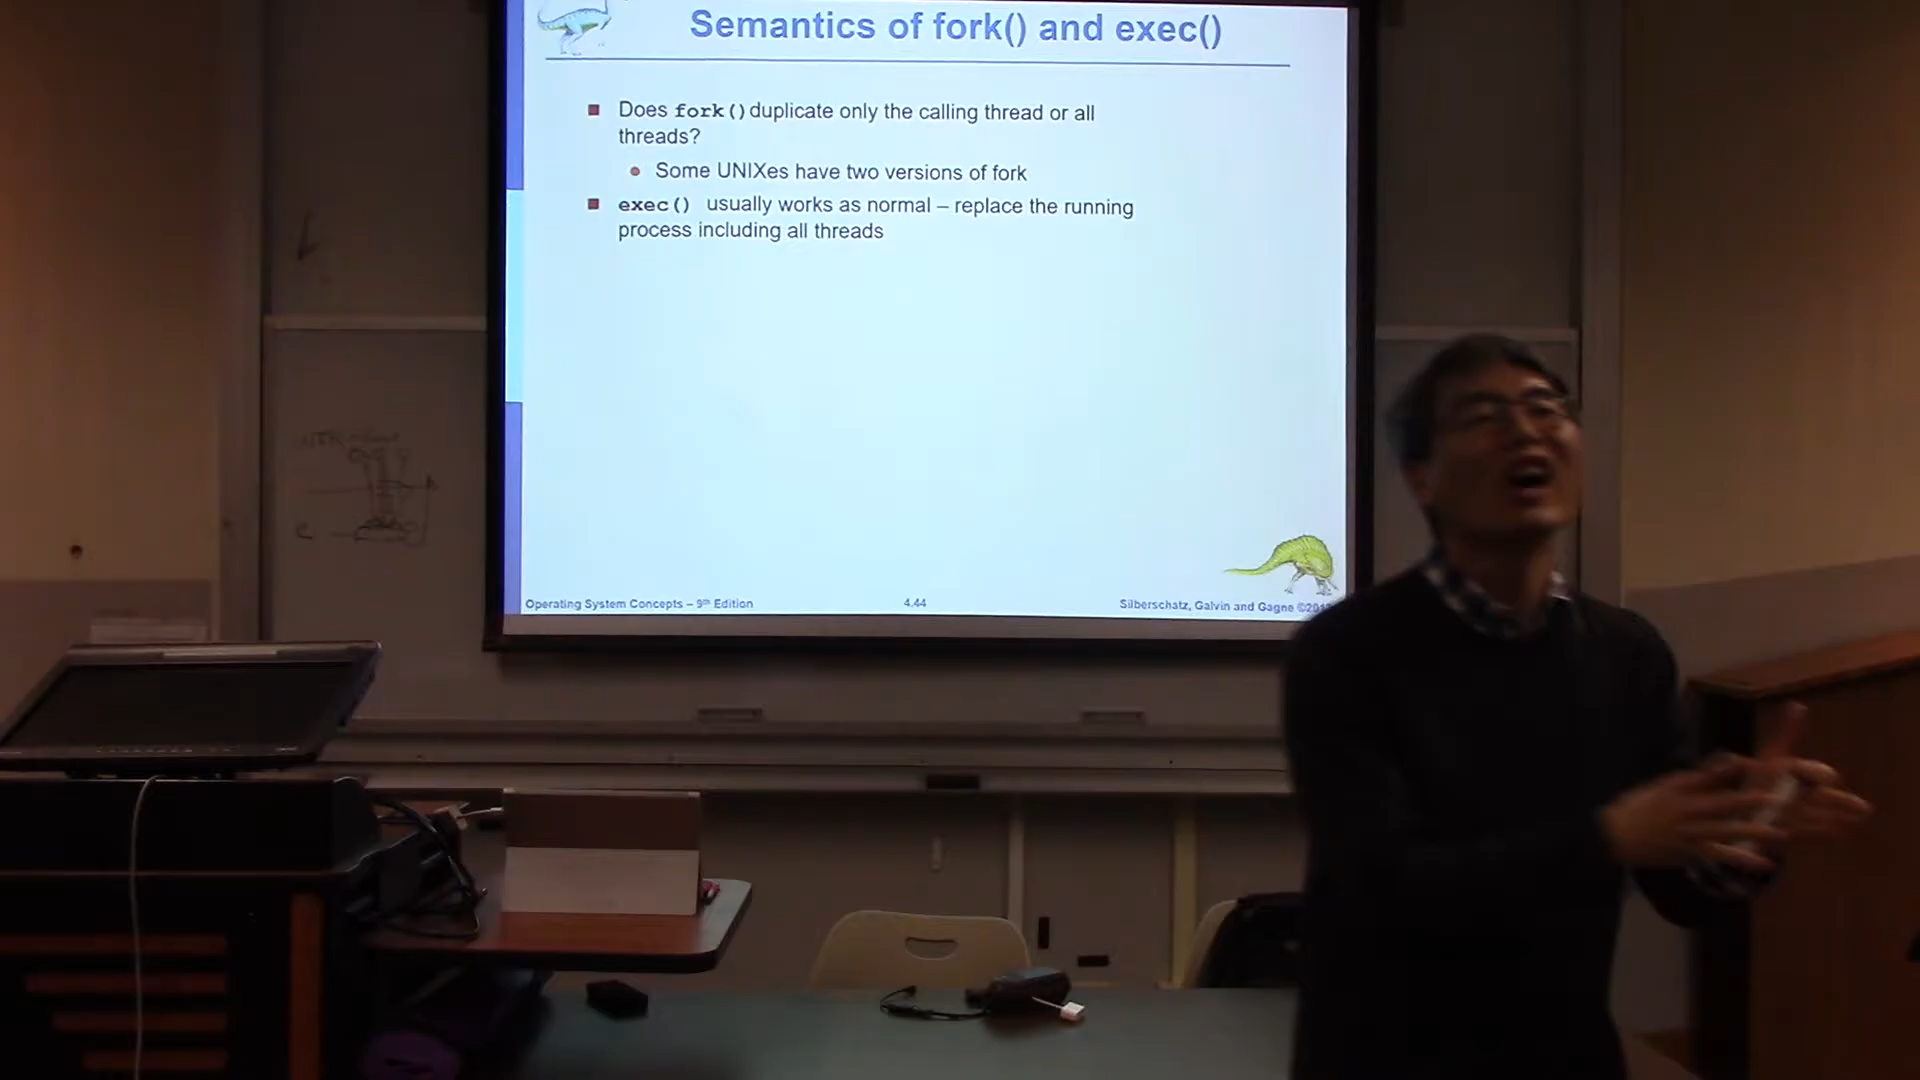 Semantics of fork() and exec()
Does fork() duplicate only the calling thread or all
threads?
Some UNIXes have two versions of fork
exec() usually works as normal – replace the running
process including all threads
Operating System Concepts – 9th Edition
4.44
Silberschatz, Galvin and Gagne